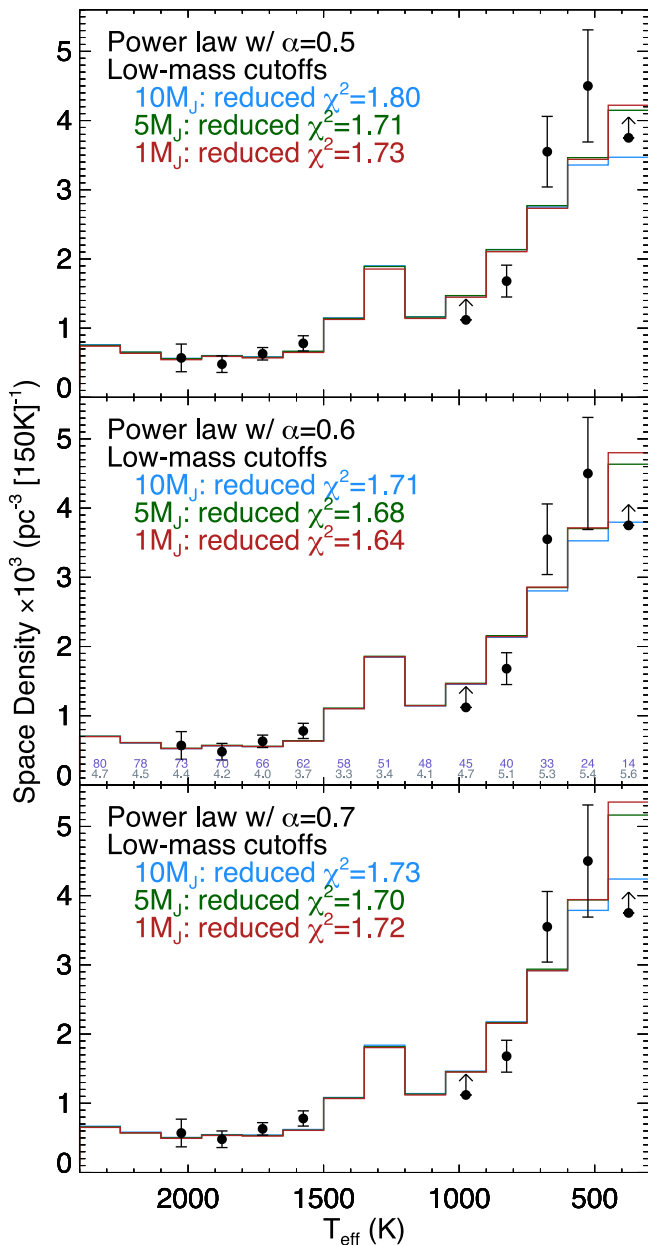 Power law w/ α=0.5
Low-mass cutoffs
10M_J: reduced χ²=1.80
5M_J: reduced χ²=1.71
1M_J: reduced χ²=1.73
5
4
3
2
1
0
Power law w/ α=0.6
Low-mass cutoffs
10M_J: reduced χ²=1.71
5M_J: reduced χ²=1.68
1M_J: reduced χ²=1.64
5
4
3
2
1
0
80 78 73 70 66 62 58 51 48 45 40 33 24 14
4.7 4.5 4.4 4.2 4.0 3.7 3.3 3.4 4.1 4.7 5.1 5.3 5.4 5.6
Space Density ×10³ (pc⁻³ [150K]⁻¹)
Power law w/ α=0.7
Low-mass cutoffs
10M_J: reduced χ²=1.73
5M_J: reduced χ²=1.70
1M_J: reduced χ²=1.72
5
4
3
2
1
0
2000 1500 1000 500
T_eff (K)